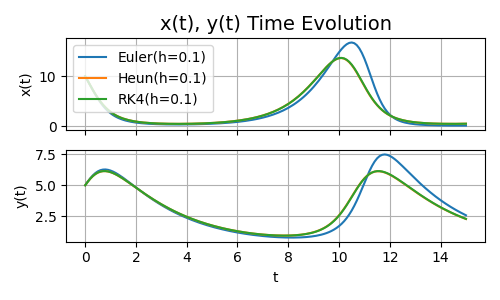 x(t), y(t) Time Evolution
x(t)
10
0
Euler(h=0.1)
Heun(h=0.1)
RK4(h=0.1)
y(t)
7.5
5.0
2.5
0 2 4 6 8 10 12 14
t